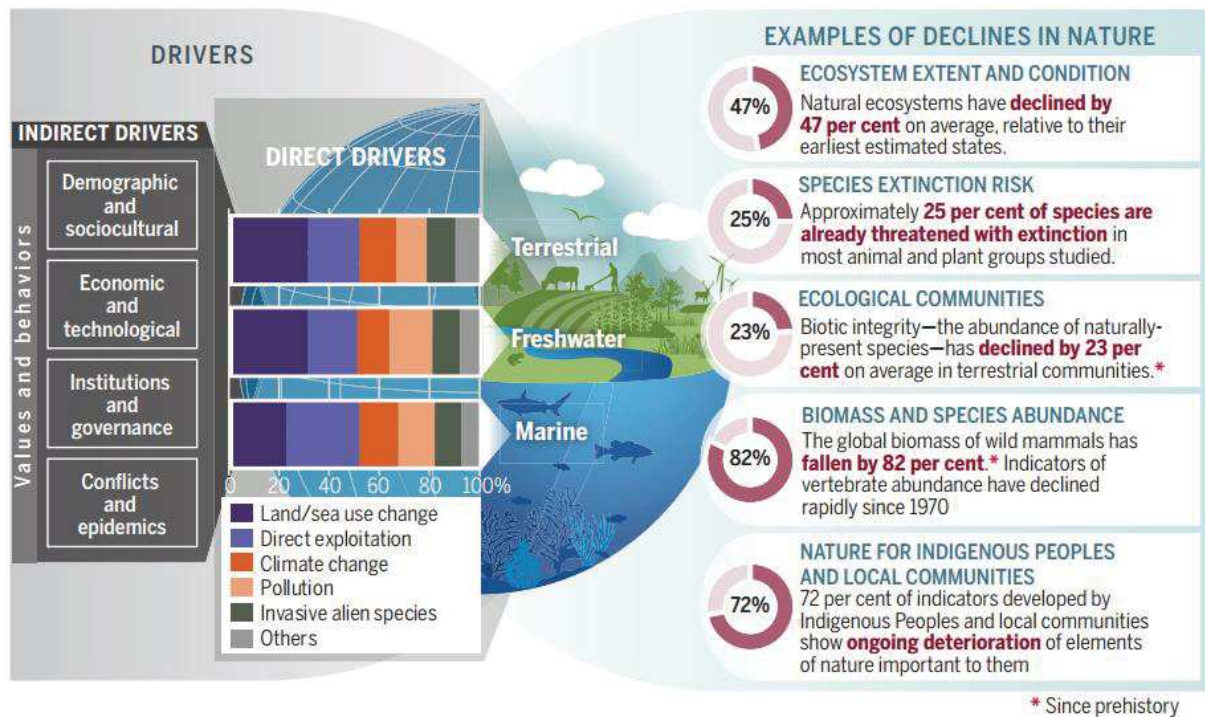 DRIVERS
INDIRECT DRIVERS
Values and behaviors
Demographic
and
sociocultural
Economic
and
technological
Institutions
and
governance
Conflicts
and
epidemics
DIRECT DRIVERS
Terrestrial
Freshwater
Marine
0 20 40 60 80 100%
Land/sea use change
Direct exploitation
Climate change
Pollution
Invasive alien species
Others
EXAMPLES OF DECLINES IN NATURE
47%
ECOSYSTEM EXTENT AND CONDITION
Natural ecosystems have declined by
47 per cent on average, relative to their
earliest estimated states.
25%
SPECIES EXTINCTION RISK
Approximately 25 per cent of species are
already threatened with extinction in
most animal and plant groups studied.
23%
ECOLOGICAL COMMUNITIES
Biotic integrity—the abundance of naturally-
present species—has declined by 23 per
cent on average in terrestrial communities.*
82%
BIOMASS AND SPECIES ABUNDANCE
The global biomass of wild mammals has
fallen by 82 per cent.* Indicators of
vertebrate abundance have declined
rapidly since 1970
72%
NATURE FOR INDIGENOUS PEOPLES
AND LOCAL COMMUNITIES
72 per cent of indicators developed by
Indigenous Peoples and local communities
show ongoing deterioration of elements
of nature important to them
* Since prehistory